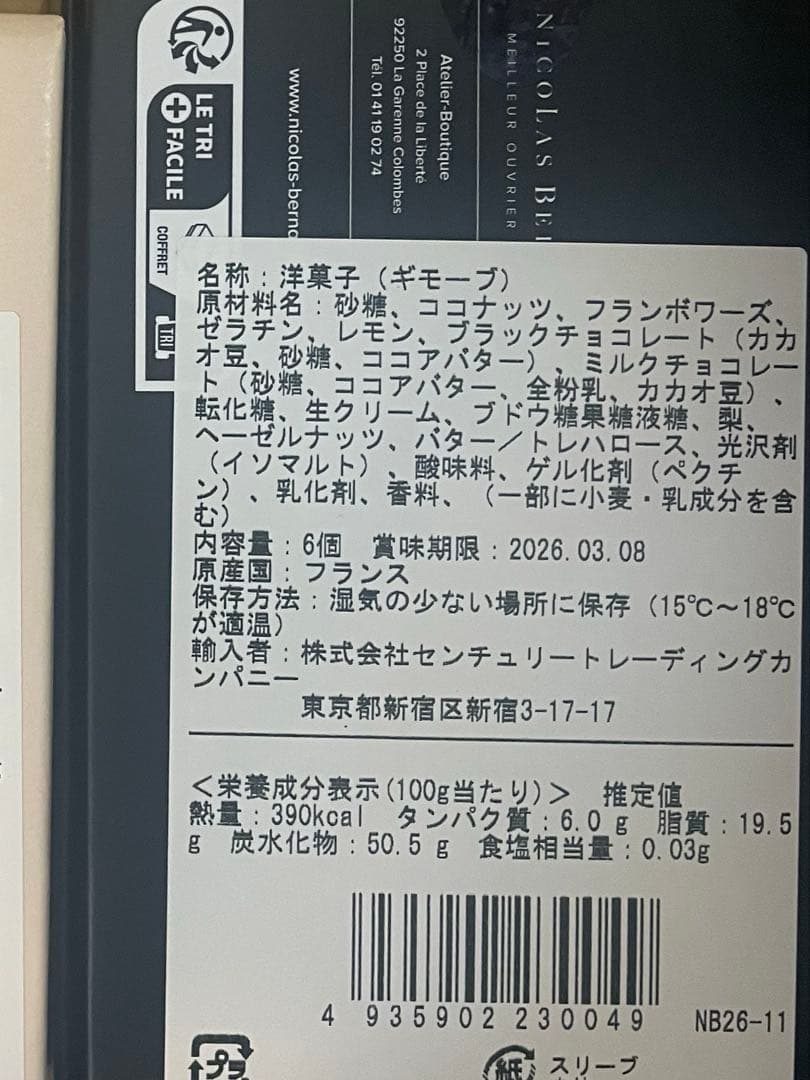 LE TRI
+ FACILE
COFFRET
TRI
www.nicolas-berna
Atelier-Boutique
2 Place de la Liberté
92250 La Garenne Colombes
Tél. 01 41 19 02 74
NICOLAS BE
MEILLEUR OUVRIER
名称：洋菓子（ギモーブ）
原材料名：砂糖、ココナッツ、フランボワーズ、
ゼラチン、レモン、ブラックチョコレート（カカ
オ豆、砂糖、ココアバター）、ミルクチョコレー
ト（砂糖、ココアバター、全粉乳、カカオ豆）、
転化糖、生クリーム、ブドウ糖果糖液糖、梨、
ヘーゼルナッツ、バター／トレハロース、光沢剤
（イソマルト）、酸味料、ゲル化剤（ペクチ
ン）、乳化剤、香料、（一部に小麦・乳成分を含
む）
内容量：6個　賞味期限：2026.03.08
原産国：フランス
保存方法：湿気の少ない場所に保存（15℃～18℃
が適温）
輸入者：株式会社センチュリートレーディングカ
ンパニー
東京都新宿区新宿3-17-17
＜栄養成分表示(100g当たり)＞　推定値
熱量：390kcal　タンパク質：6.0ｇ　脂質：19.5
ｇ　炭水化物：50.5ｇ　食塩相当量：0.03g
4 935902 230049
NB26-11
プラ
紙
スリーブ